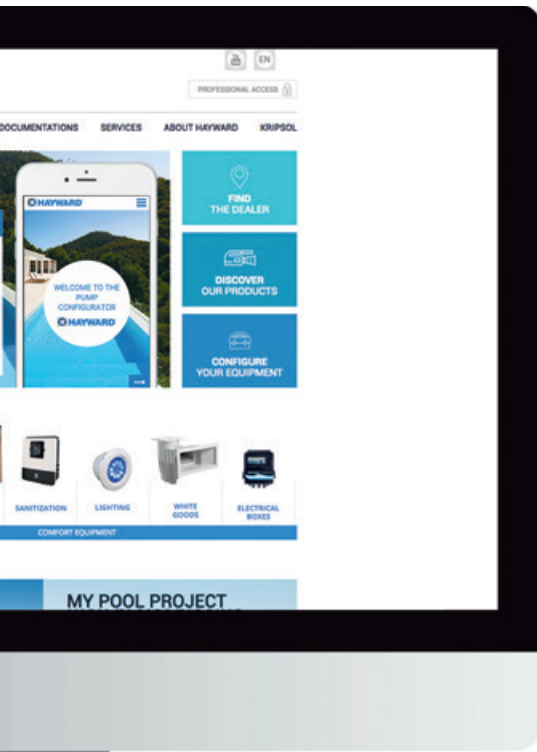 EN
PROFESSIONAL ACCESS
DOCUMENTATIONS SERVICES ABOUT HAYWARD KRIPSOL
HAYWARD
WELCOME TO THE
PUMP
CONFIGURATOR
HAYWARD
FIND
THE DEALER
DISCOVER
OUR PRODUCTS
CONFIGURE
YOUR EQUIPMENT
SANITIZATION
LIGHTING
WHITE
GOODS
ELECTRICAL
BOXES
COMFORT EQUIPMENT
MY POOL PROJECT